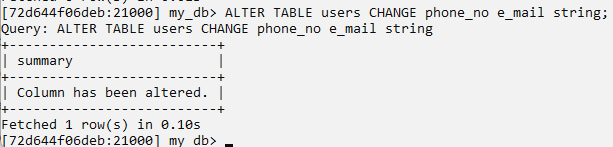 [72d644f06deb:21000] my_db> ALTER TABLE users CHANGE phone_no e_mail string;
Query: ALTER TABLE users CHANGE phone_no e_mail string
+---------------------------+
| summary                   |
+---------------------------+
| Column has been altered. |
+---------------------------+
Fetched 1 row(s) in 0.10s
[72d644f06deb:21000] my_db>